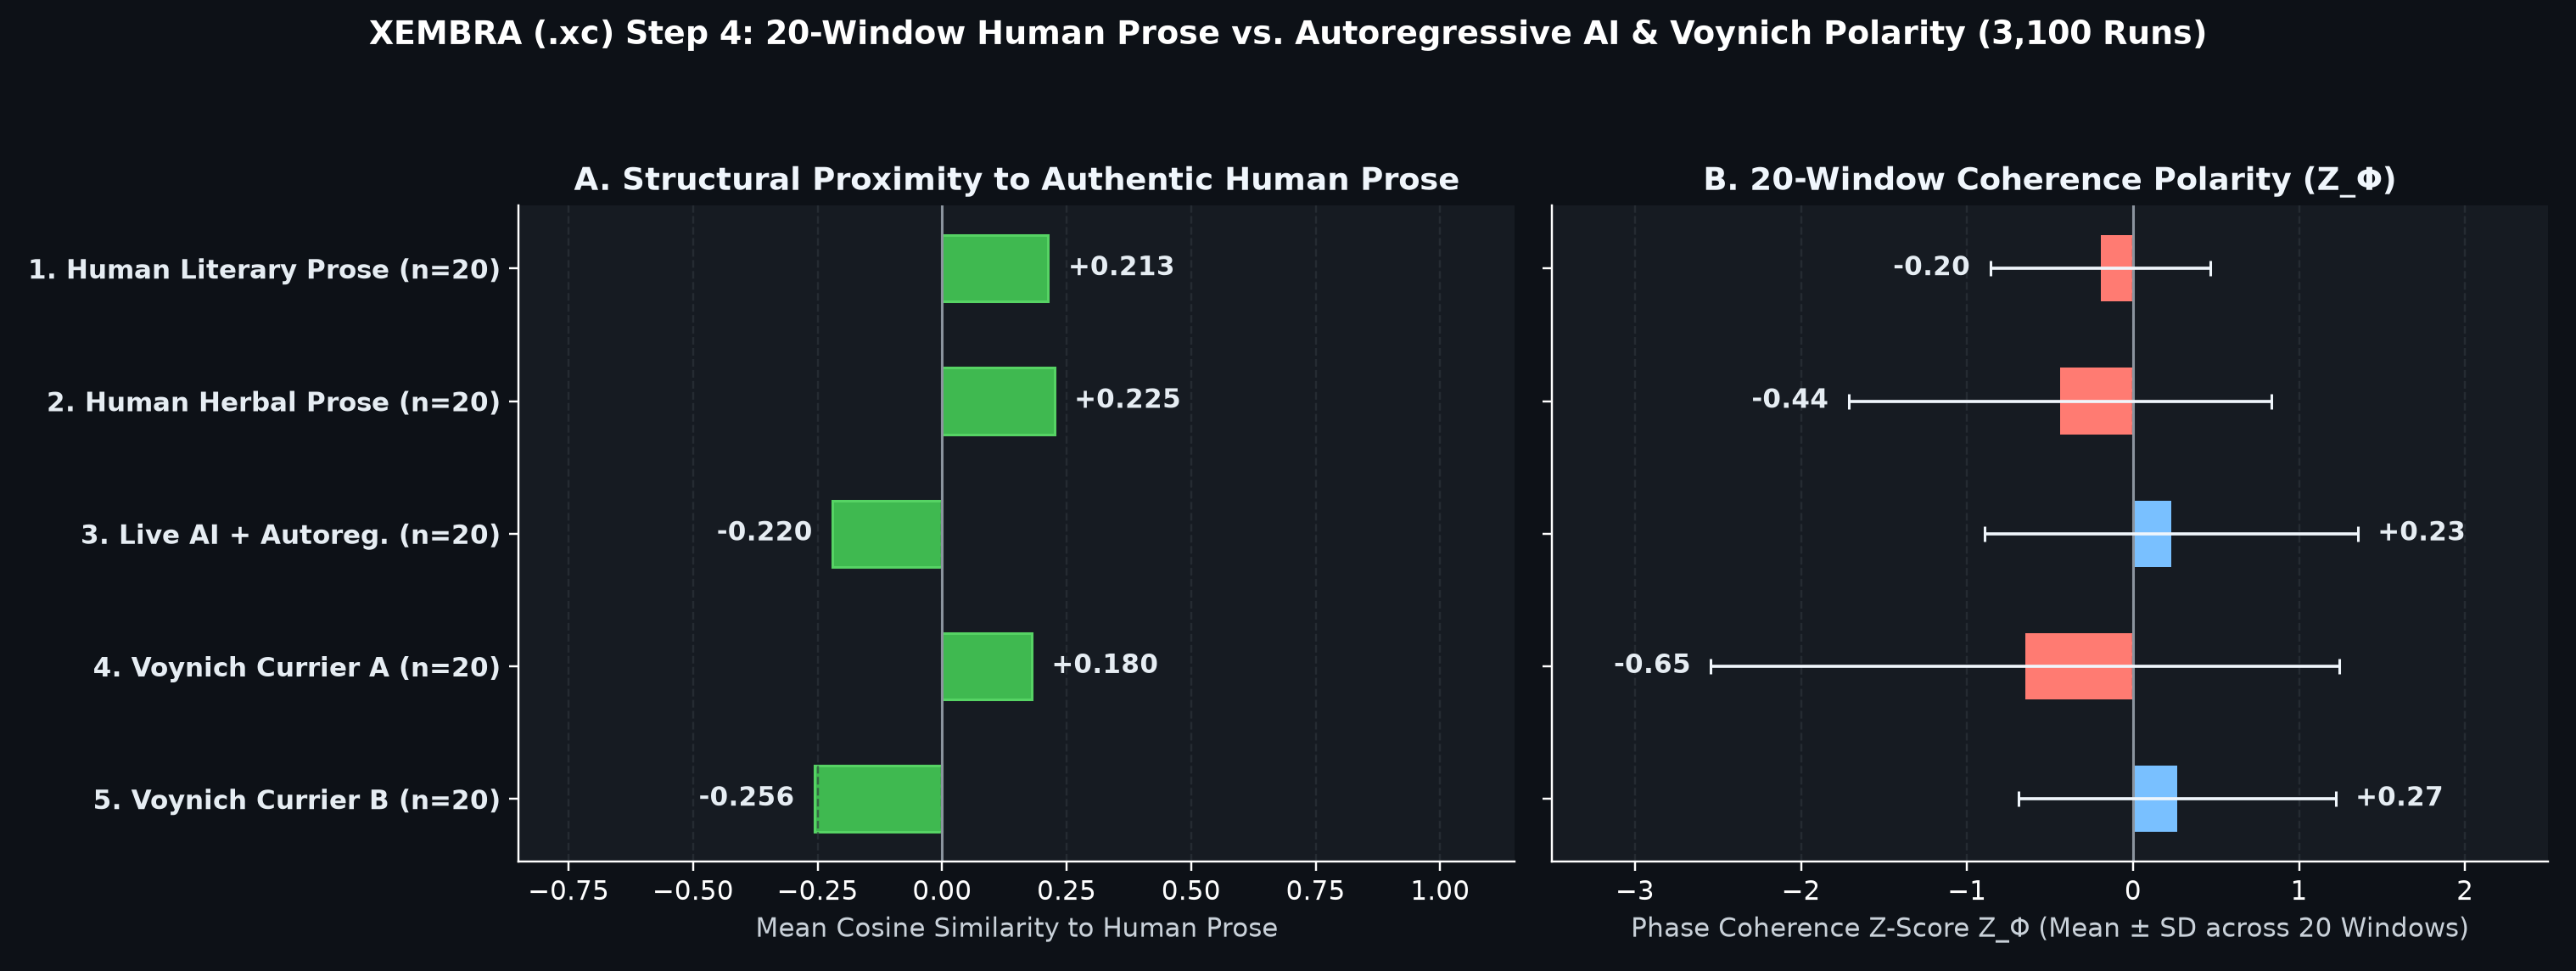 XEMBRA (.xc) Step 4: 20-Window Human Prose vs. Autoregressive AI & Voynich Polarity (3,100 Runs)
A. Structural Proximity to Authentic Human Prose
1. Human Literary Prose (n=20)
+0.213
2. Human Herbal Prose (n=20)
+0.225
3. Live AI + Autoreg. (n=20)
-0.220
4. Voynich Currier A (n=20)
+0.180
5. Voynich Currier B (n=20)
-0.256
−0.75 −0.50 −0.25 0.00 0.25 0.50 0.75 1.00
Mean Cosine Similarity to Human Prose
B. 20-Window Coherence Polarity (Z_Φ)
-0.20
-0.44
+0.23
-0.65
+0.27
−3 −2 −1 0 1 2
Phase Coherence Z-Score Z_Φ (Mean ± SD across 20 Windows)